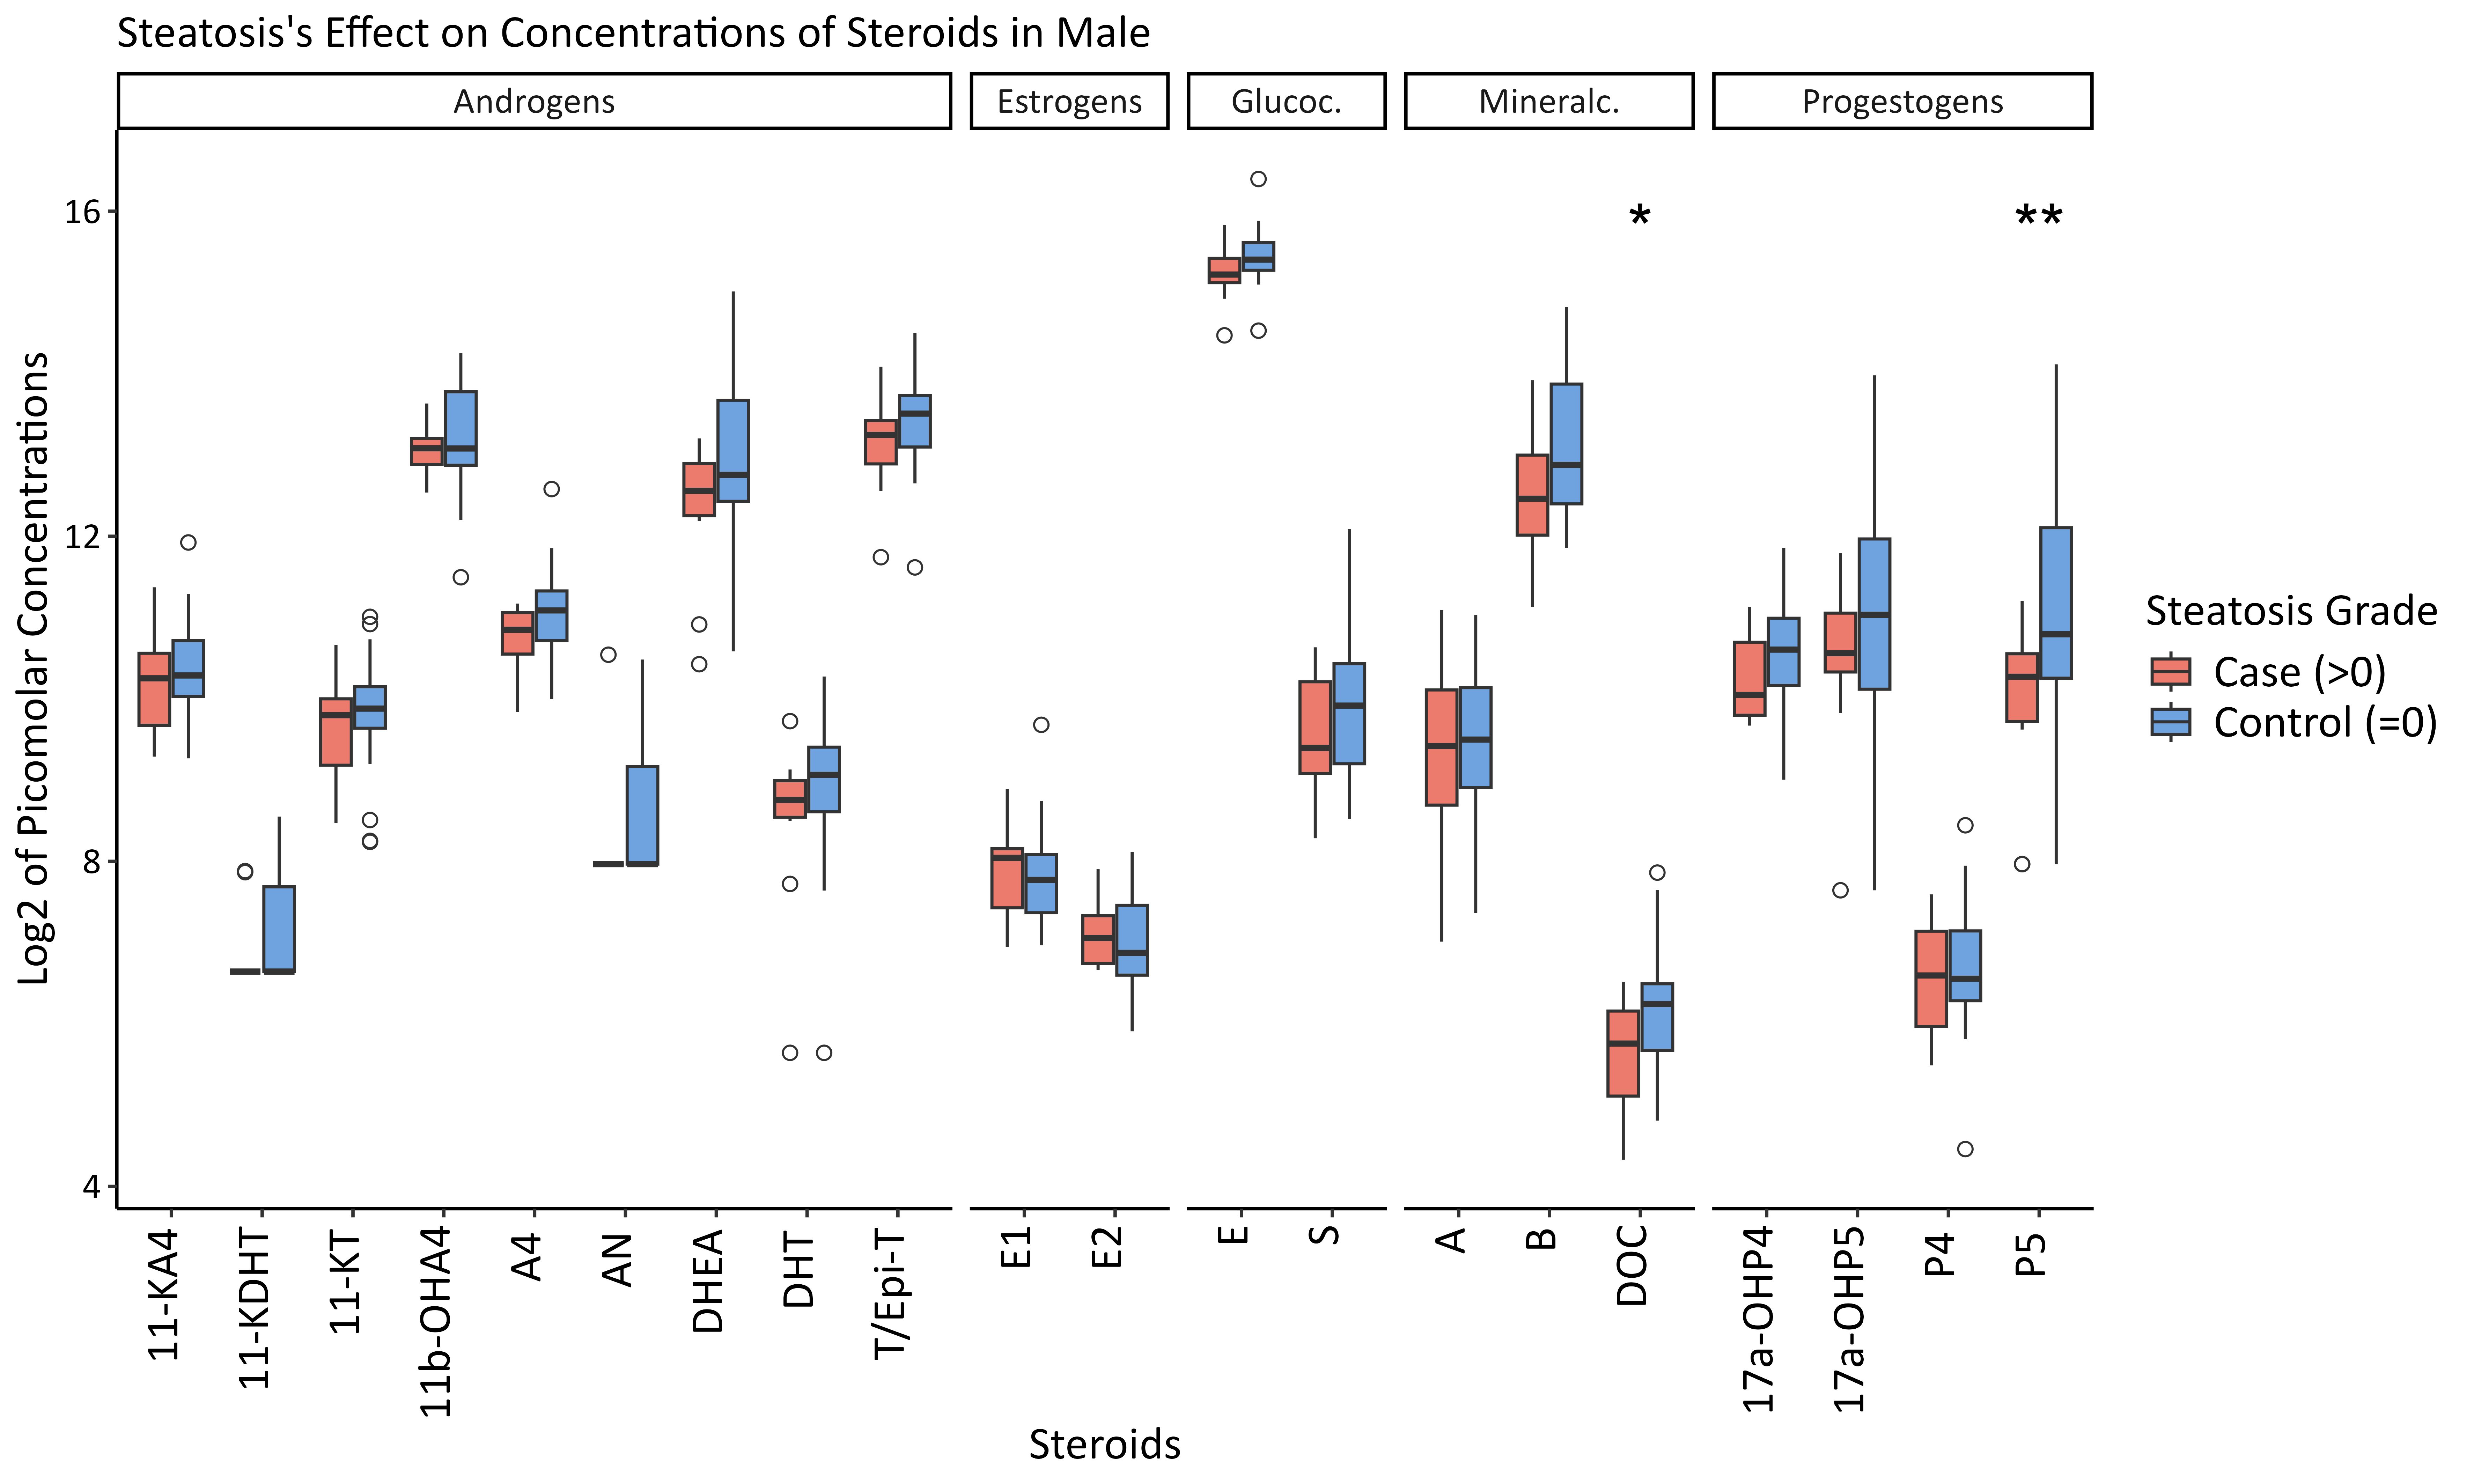 Steatosis's Effect on Concentrations of Steroids in Male
Androgens
Estrogens
Glucoc.
Mineralc.
Progestogens
Log2 of Picomolar Concentrations
16
12
8
4
*
**
11-KA4
11-KDHT
11-KT
11b-OHA4
A4
AN
DHEA
DHT
T/Epi-T
E1
E2
E
S
A
B
DOC
17a-OHP4
17a-OHP5
P4
P5
Steroids
Steatosis Grade
Case (>0)
Control (=0)